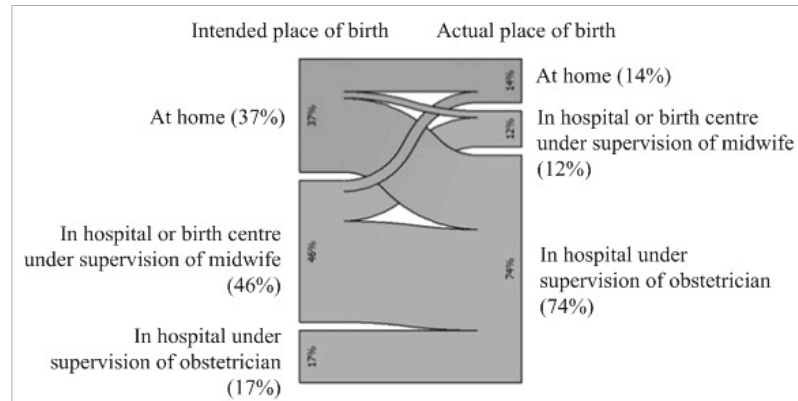 Intended place of birth
Actual place of birth
At home (37%)
In hospital or birth centre
under supervision of midwife
(46%)
In hospital under
supervision of obstetrician
(17%)
37%
46%
17%
14%
12%
74%
At home (14%)
In hospital or birth centre
under supervision of midwife
(12%)
In hospital under
supervision of obstetrician
(74%)